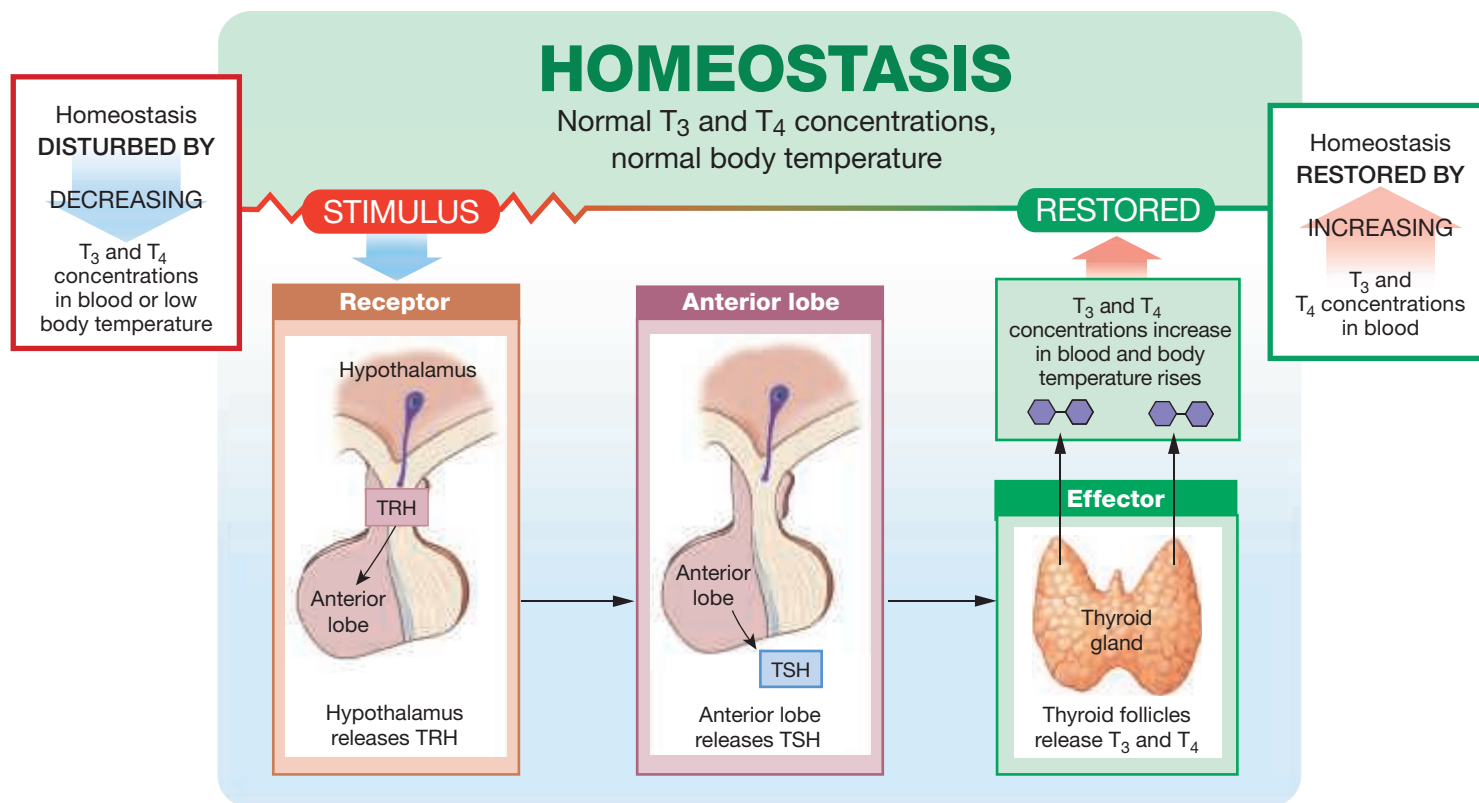 HOMEOSTASIS
Normal T₃ and T₄ concentrations,
normal body temperature
Homeostasis
DISTURBED BY
DECREASING
T₃ and T₄
concentrations
in blood or low
body temperature
STIMULUS
RESTORED
Homeostasis
RESTORED BY
INCREASING
T₃ and
T₄ concentrations
in blood
Receptor
Hypothalamus
TRH
Anterior
lobe
Hypothalamus
releases TRH
Anterior lobe
Anterior
lobe
TSH
Anterior lobe
releases TSH
T₃ and T₄
concentrations increase
in blood and body
temperature rises
Effector
Thyroid
gland
Thyroid follicles
release T₃ and T₄